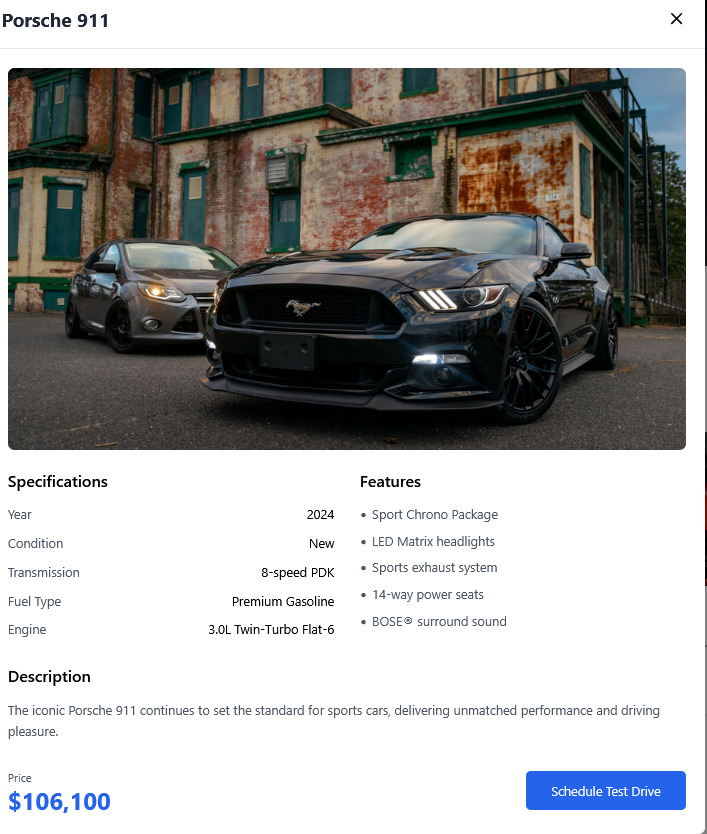 Porsche 911
Specifications
Year 2024
Condition New
Transmission 8-speed PDK
Fuel Type Premium Gasoline
Engine 3.0L Twin-Turbo Flat-6
Features
• Sport Chrono Package
• LED Matrix headlights
• Sports exhaust system
• 14-way power seats
• BOSE® surround sound
Description
The iconic Porsche 911 continues to set the standard for sports cars, delivering unmatched performance and driving
pleasure.
Price
$106,100
Schedule Test Drive